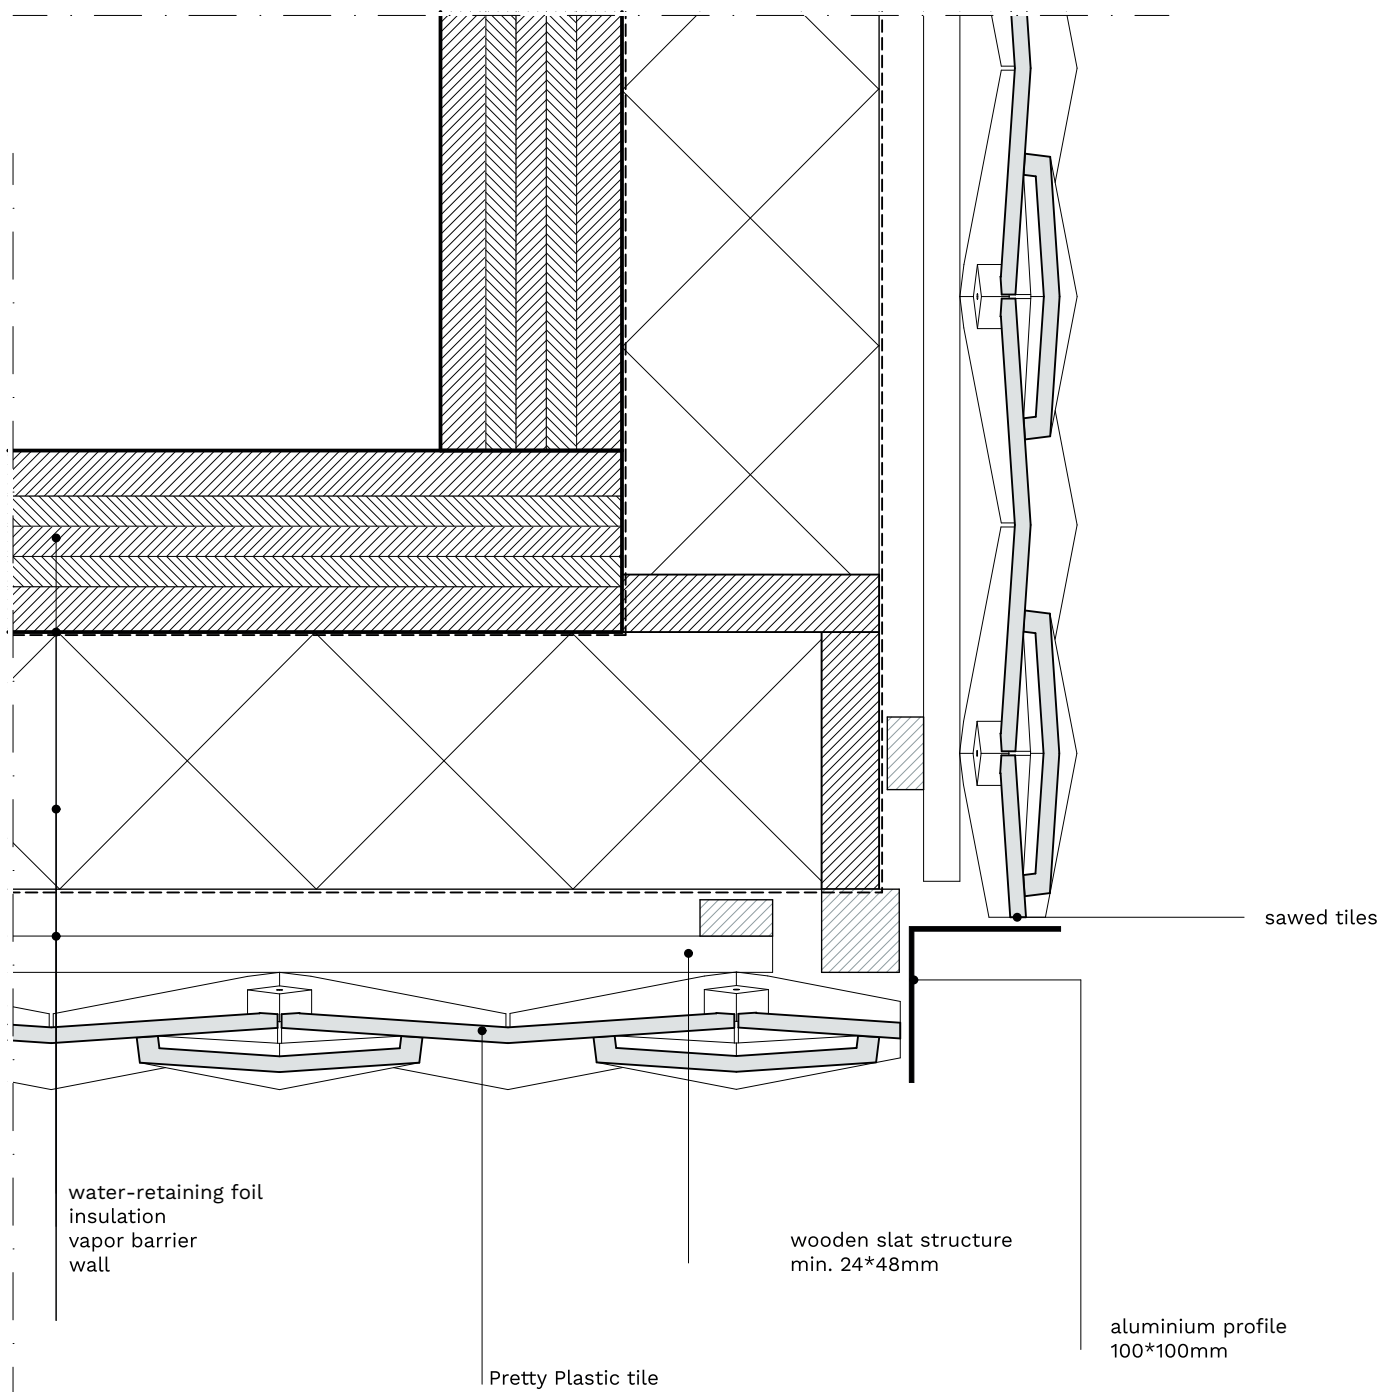 sawed tiles
water-retaining foil
insulation
vapor barrier
wall
wooden slat structure
min. 24*48mm
aluminium profile
100*100mm
Pretty Plastic tile